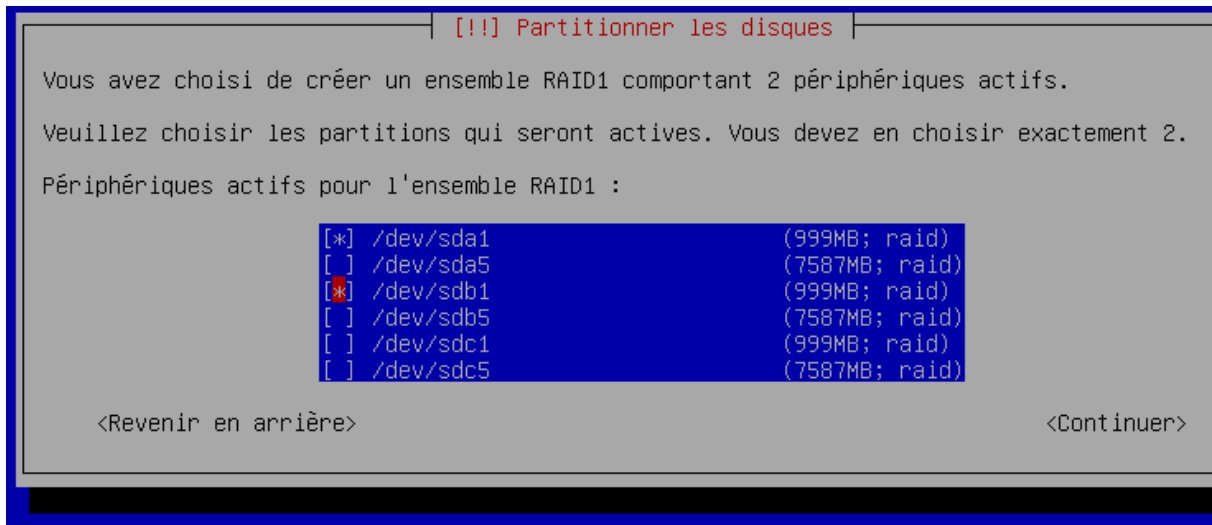 [!!] Partitionner les disques
Vous avez choisi de créer un ensemble RAID1 comportant 2 périphériques actifs.
Veuillez choisir les partitions qui seront actives. Vous devez en choisir exactement 2.
Périphériques actifs pour l'ensemble RAID1 :
[*] /dev/sda1 (999MB; raid)
[ ] /dev/sda5 (7587MB; raid)
[*] /dev/sdb1 (999MB; raid)
[ ] /dev/sdb5 (7587MB; raid)
[ ] /dev/sdc1 (999MB; raid)
[ ] /dev/sdc5 (7587MB; raid)
<Revenir en arrière> <Continuer>